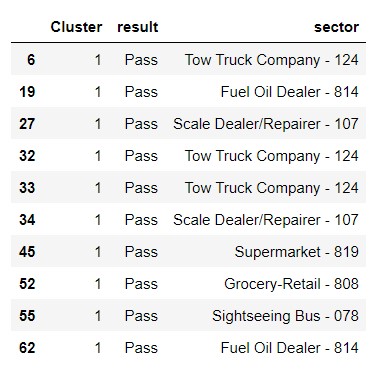 Cluster result sector
6 1 Pass Tow Truck Company - 124
19 1 Pass Fuel Oil Dealer - 814
27 1 Pass Scale Dealer/Repairer - 107
32 1 Pass Tow Truck Company - 124
33 1 Pass Tow Truck Company - 124
34 1 Pass Scale Dealer/Repairer - 107
45 1 Pass Supermarket - 819
52 1 Pass Grocery-Retail - 808
55 1 Pass Sightseeing Bus - 078
62 1 Pass Fuel Oil Dealer - 814